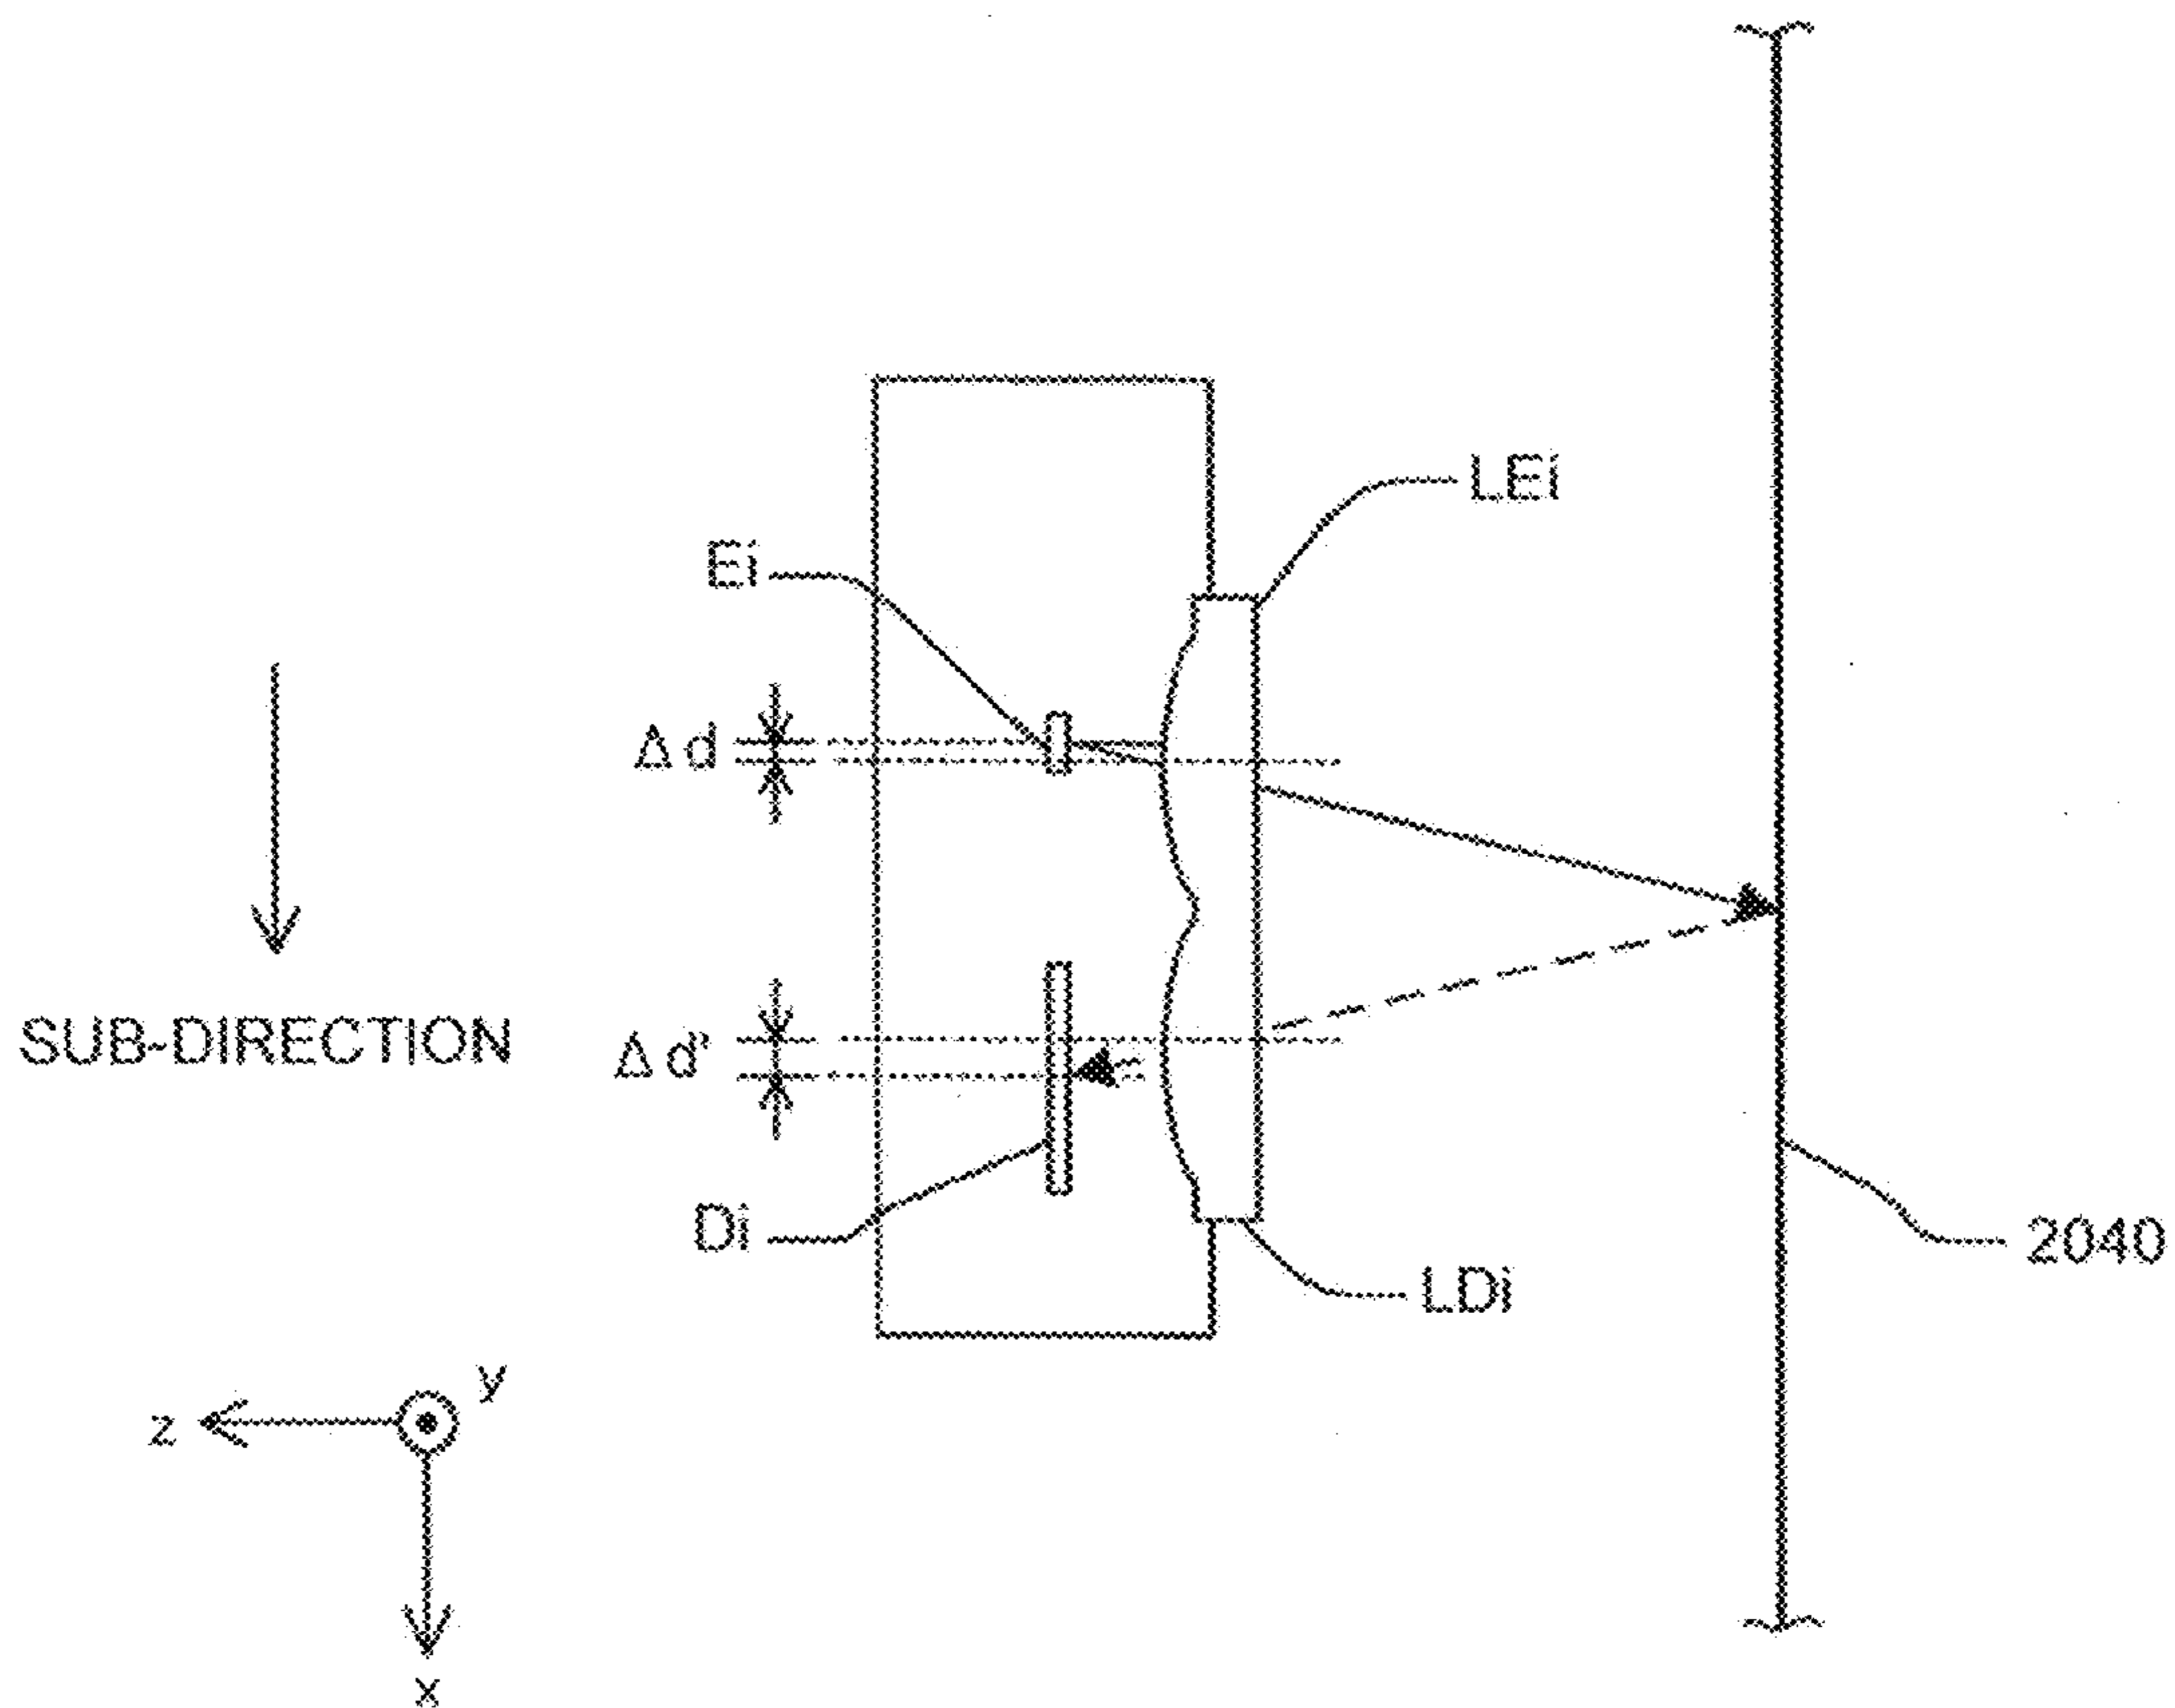 LEi
Ei
Δd
SUB-DIRECTION
Δd'
Di
2040
LDi
y
z
x